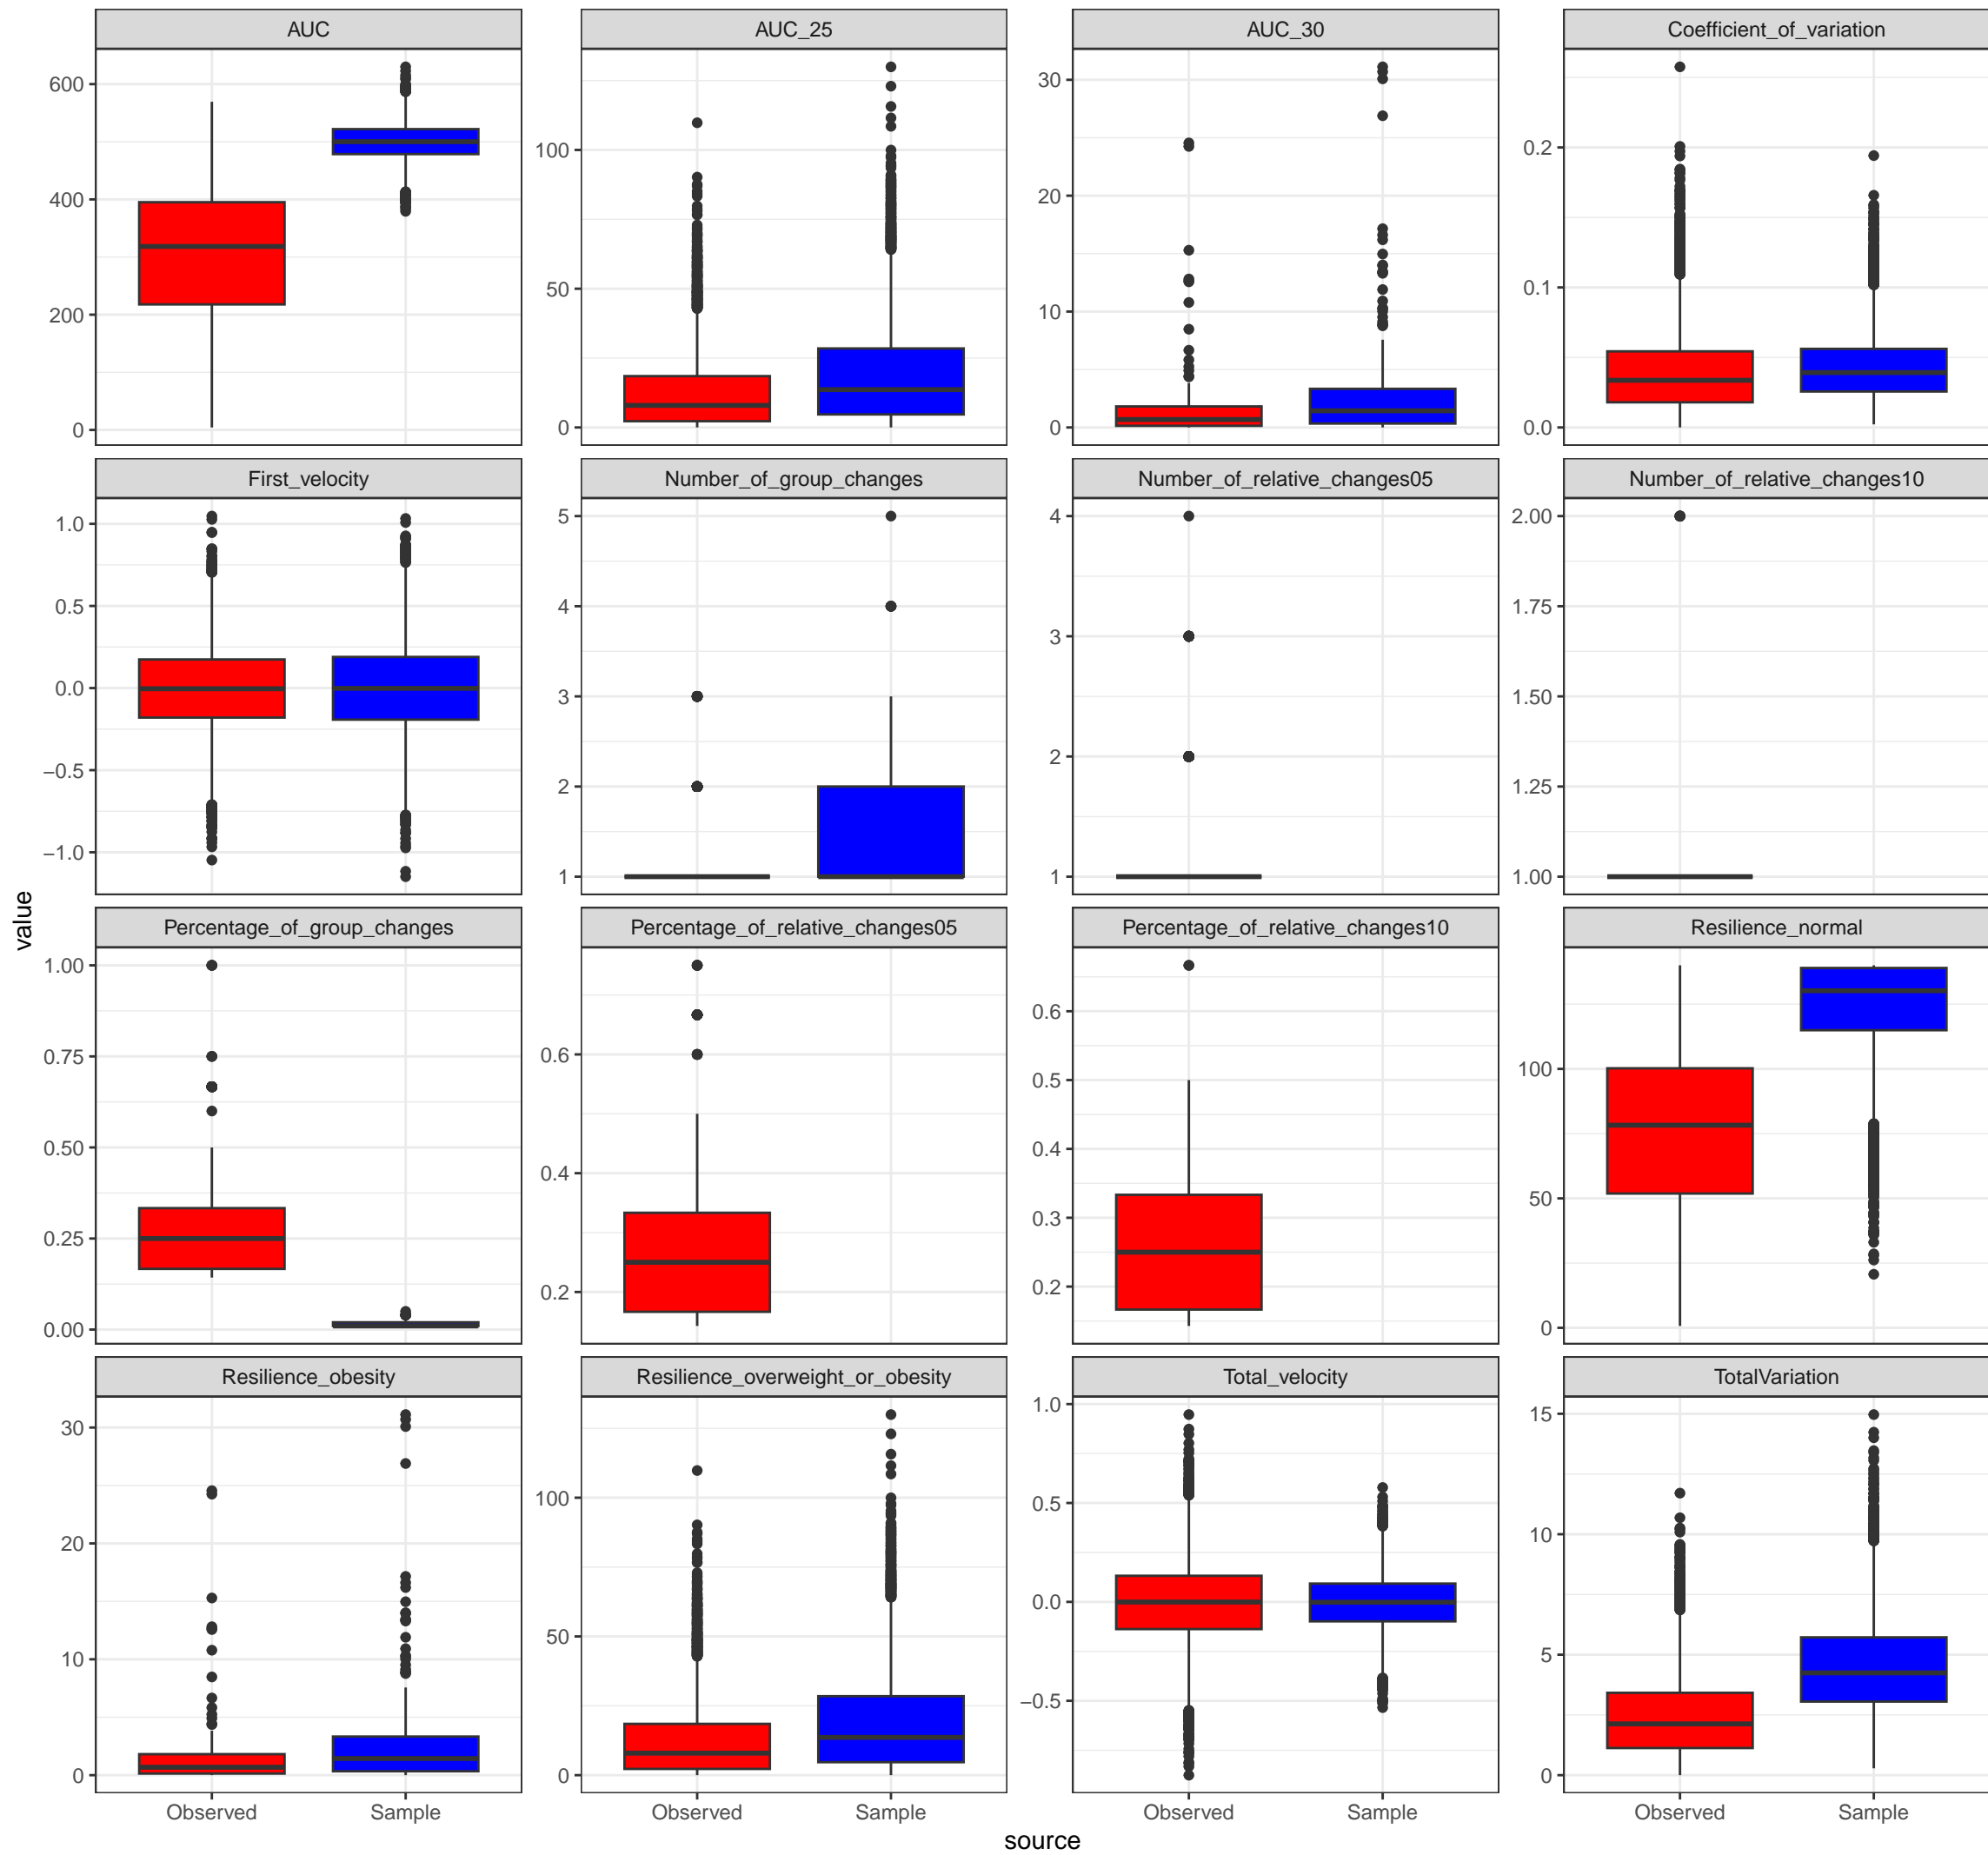 AUC
AUC_25
AUC_30
Coefficient_of_variation
600
400
200
0
100
50
0
30
20
10
0
0.2
0.1
0.0
First_velocity
Number_of_group_changes
Number_of_relative_changes05
Number_of_relative_changes10
1.0
0.5
0.0
−0.5
−1.0
5
4
3
2
1
4
3
2
1
2.00
1.75
1.50
1.25
1.00
Percentage_of_group_changes
Percentage_of_relative_changes05
Percentage_of_relative_changes10
Resilience_normal
1.00
0.75
0.50
0.25
0.00
0.6
0.4
0.2
0.6
0.5
0.4
0.3
0.2
100
50
0
Resilience_obesity
Resilience_overweight_or_obesity
Total_velocity
TotalVariation
30
20
10
0
100
50
0
1.0
0.5
0.0
−0.5
15
10
5
0
Observed Sample
Observed Sample
Observed Sample
Observed Sample
source
value